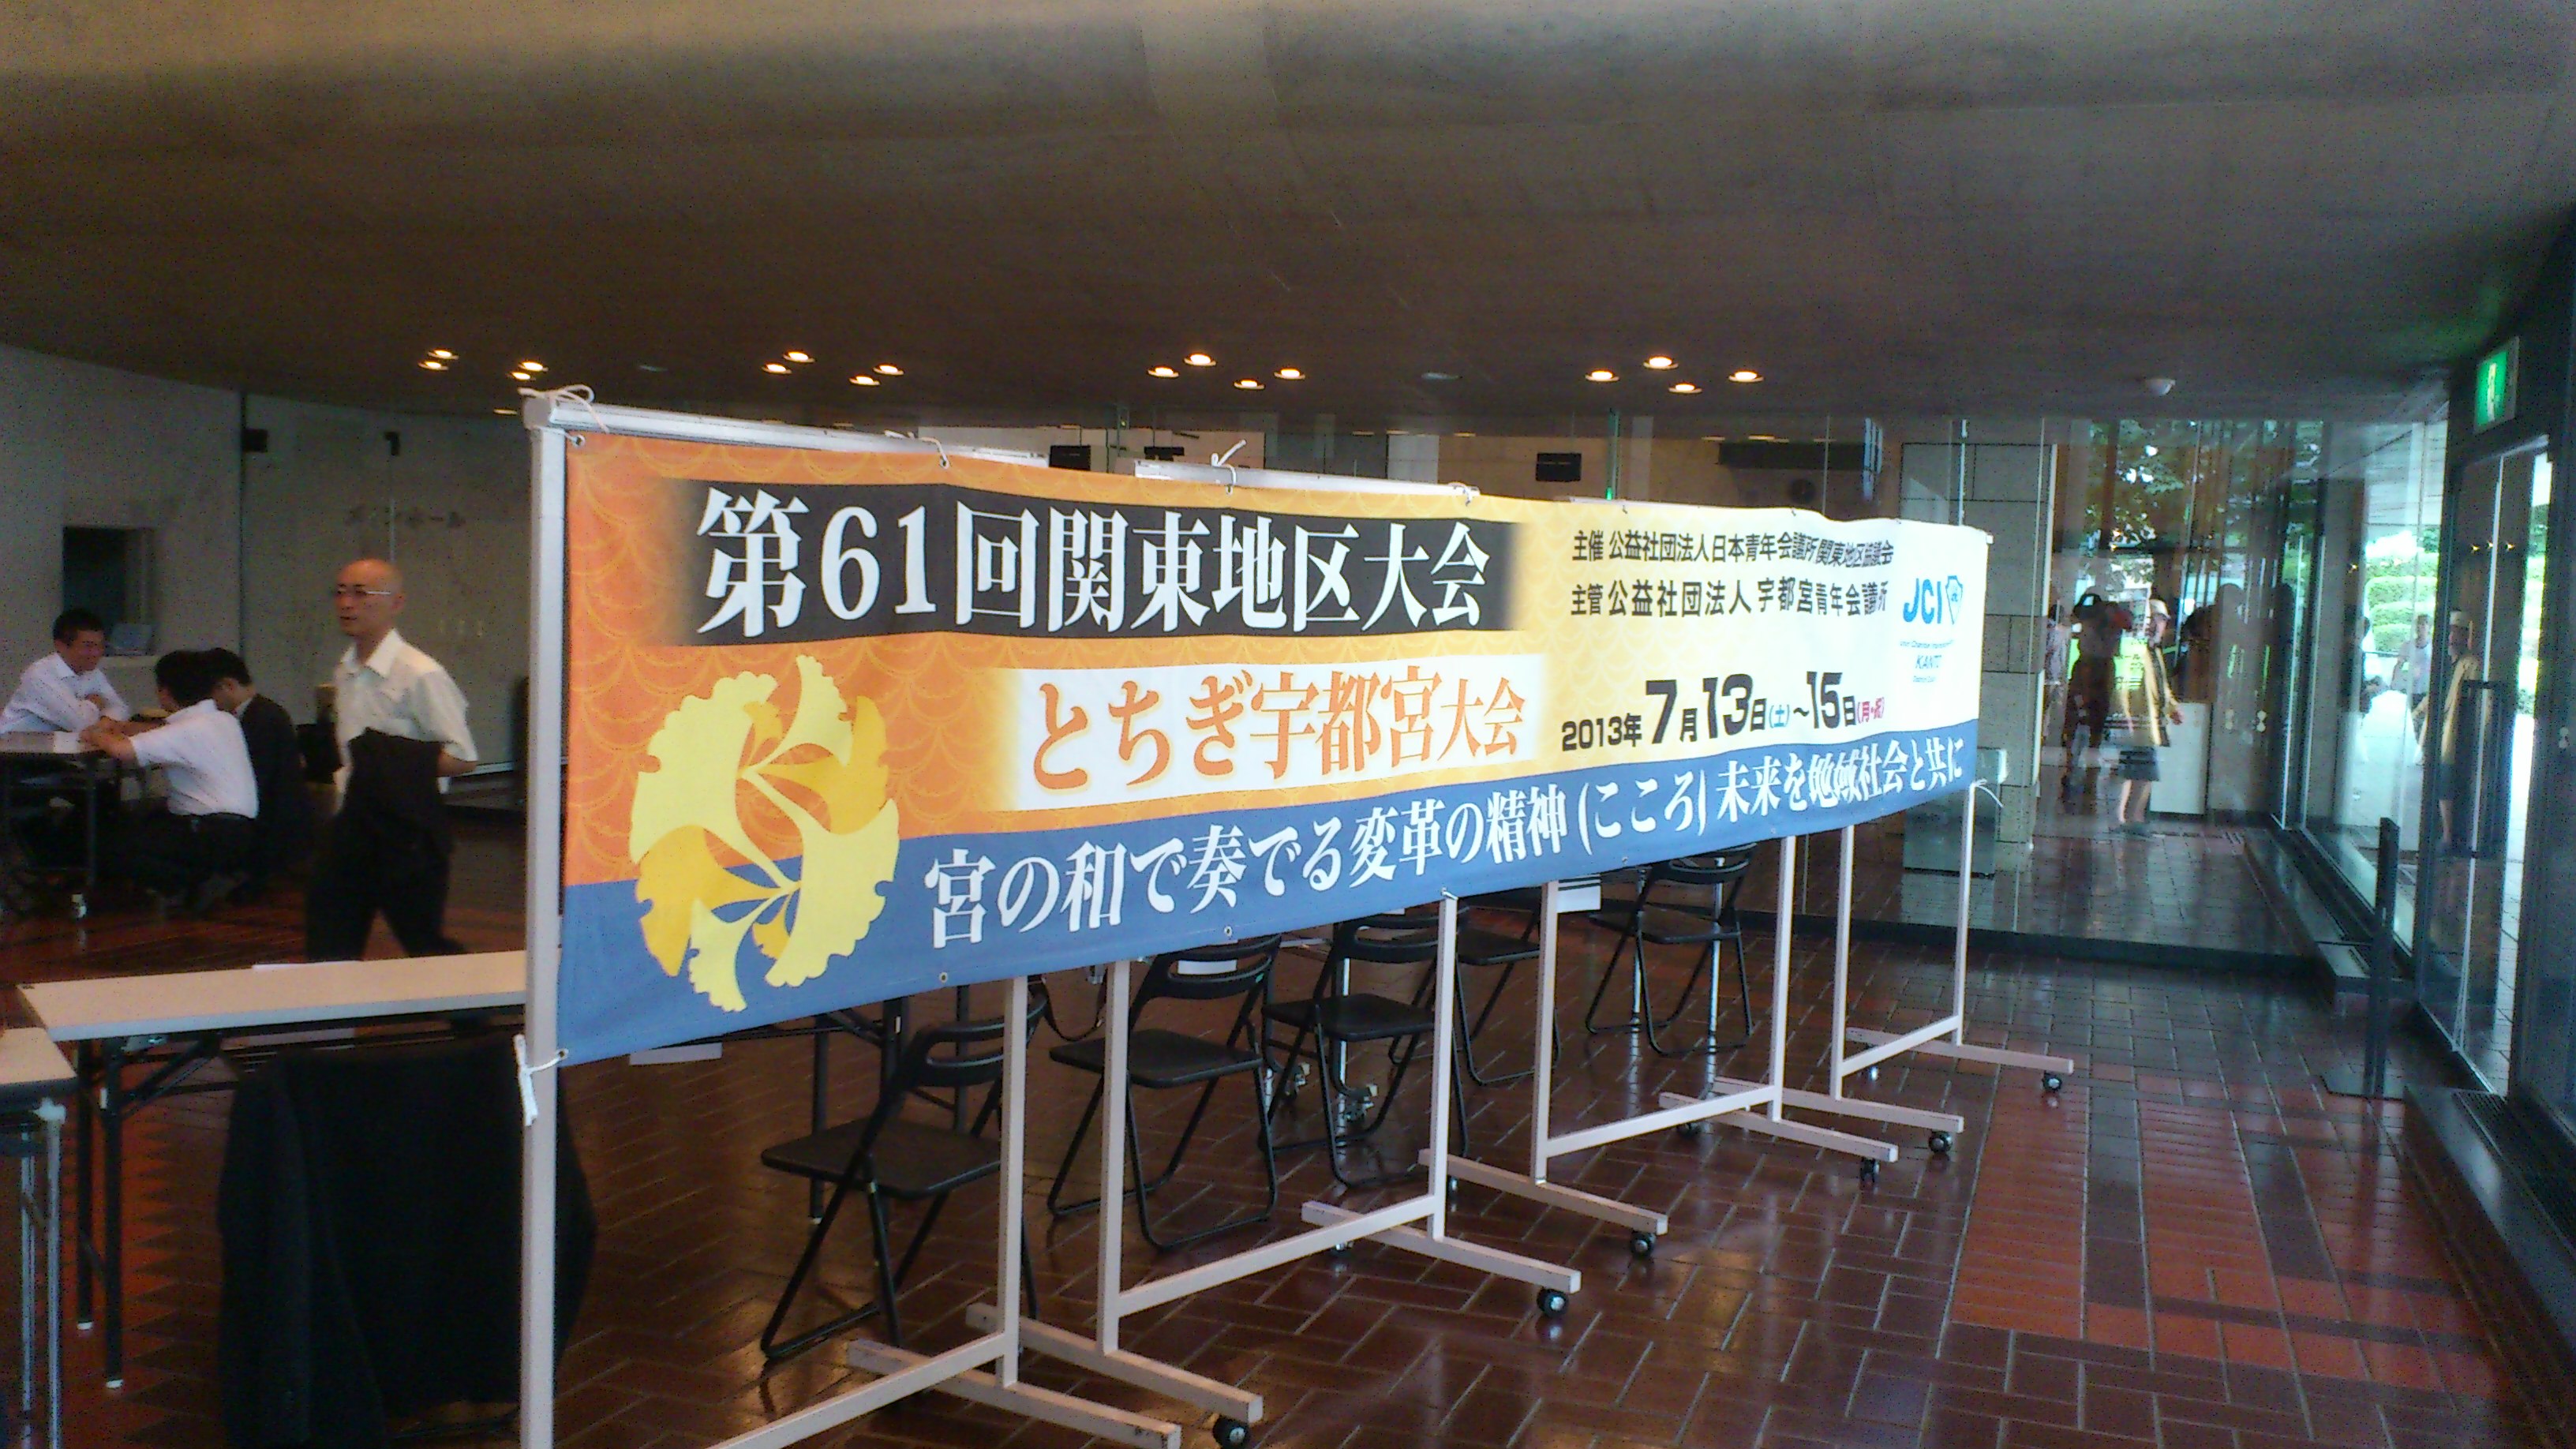 第61回関東地区大会
とちぎ宇都宮大会
主催 公益社団法人日本青年会議所関東地区協議会
主管 公益社団法人 宇都宮青年会議所
2013年7月13日(土)~15日(月・祝)
JCI
KANTO
宮の和で奏でる変革の精神(こころ) 未来を地域社会と共に